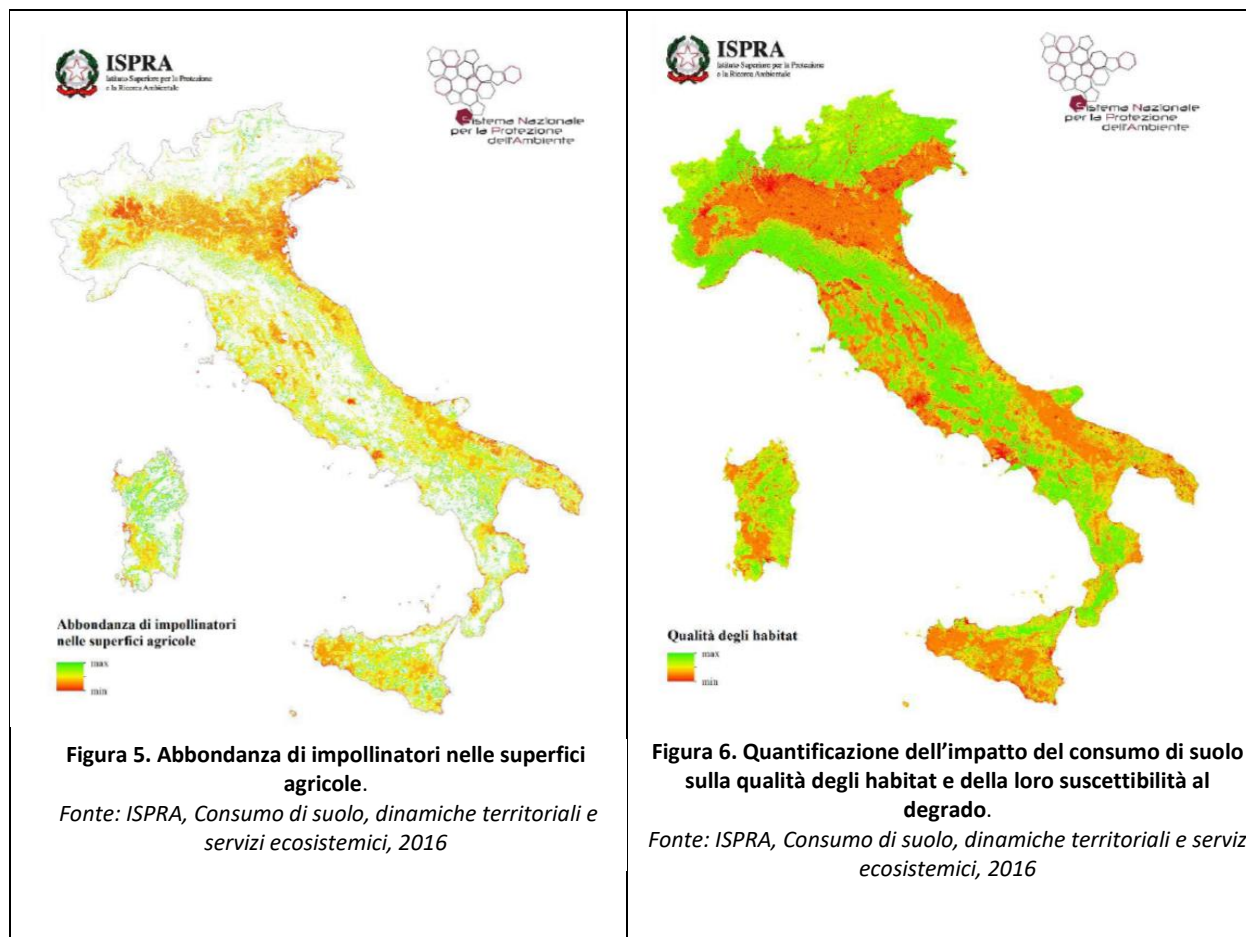 ISPRA
Istituto Superiore per la Protezione
e la Ricerca Ambientale
Sistema Nazionale
per la Protezione
dell'Ambiente
Abbondanza di impollinatori
nelle superfici agricole
max
min
Figura 5. Abbondanza di impollinatori nelle superfici
agricole.
Fonte: ISPRA, Consumo di suolo, dinamiche territoriali e
servizi ecosistemici, 2016
ISPRA
Istituto Superiore per la Protezione
e la Ricerca Ambientale
Sistema Nazionale
per la Protezione
dell'Ambiente
Qualità degli habitat
max
min
Figura 6. Quantificazione dell'impatto del consumo di suolo
sulla qualità degli habitat e della loro suscettibilità al
degrado.
Fonte: ISPRA, Consumo di suolo, dinamiche territoriali e serviz
ecosistemici, 2016